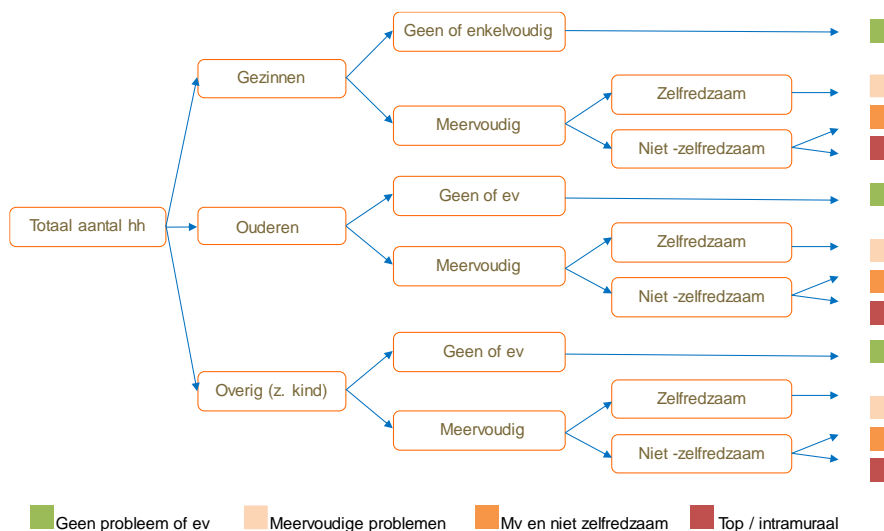 Geen of enkelvoudig
Gezinnen
Zelfredzaam
Meervoudig
Niet -zelfredzaam
Geen of ev
Totaal aantal hh
Ouderen
Zelfredzaam
Meervoudig
Niet -zelfredzaam
Geen of ev
Overig (z. kind)
Zelfredzaam
Meervoudig
Niet -zelfredzaam
Geen probleem of ev
Meervoudige problemen
Mv en niet zelfredzaam
Top / intramuraal